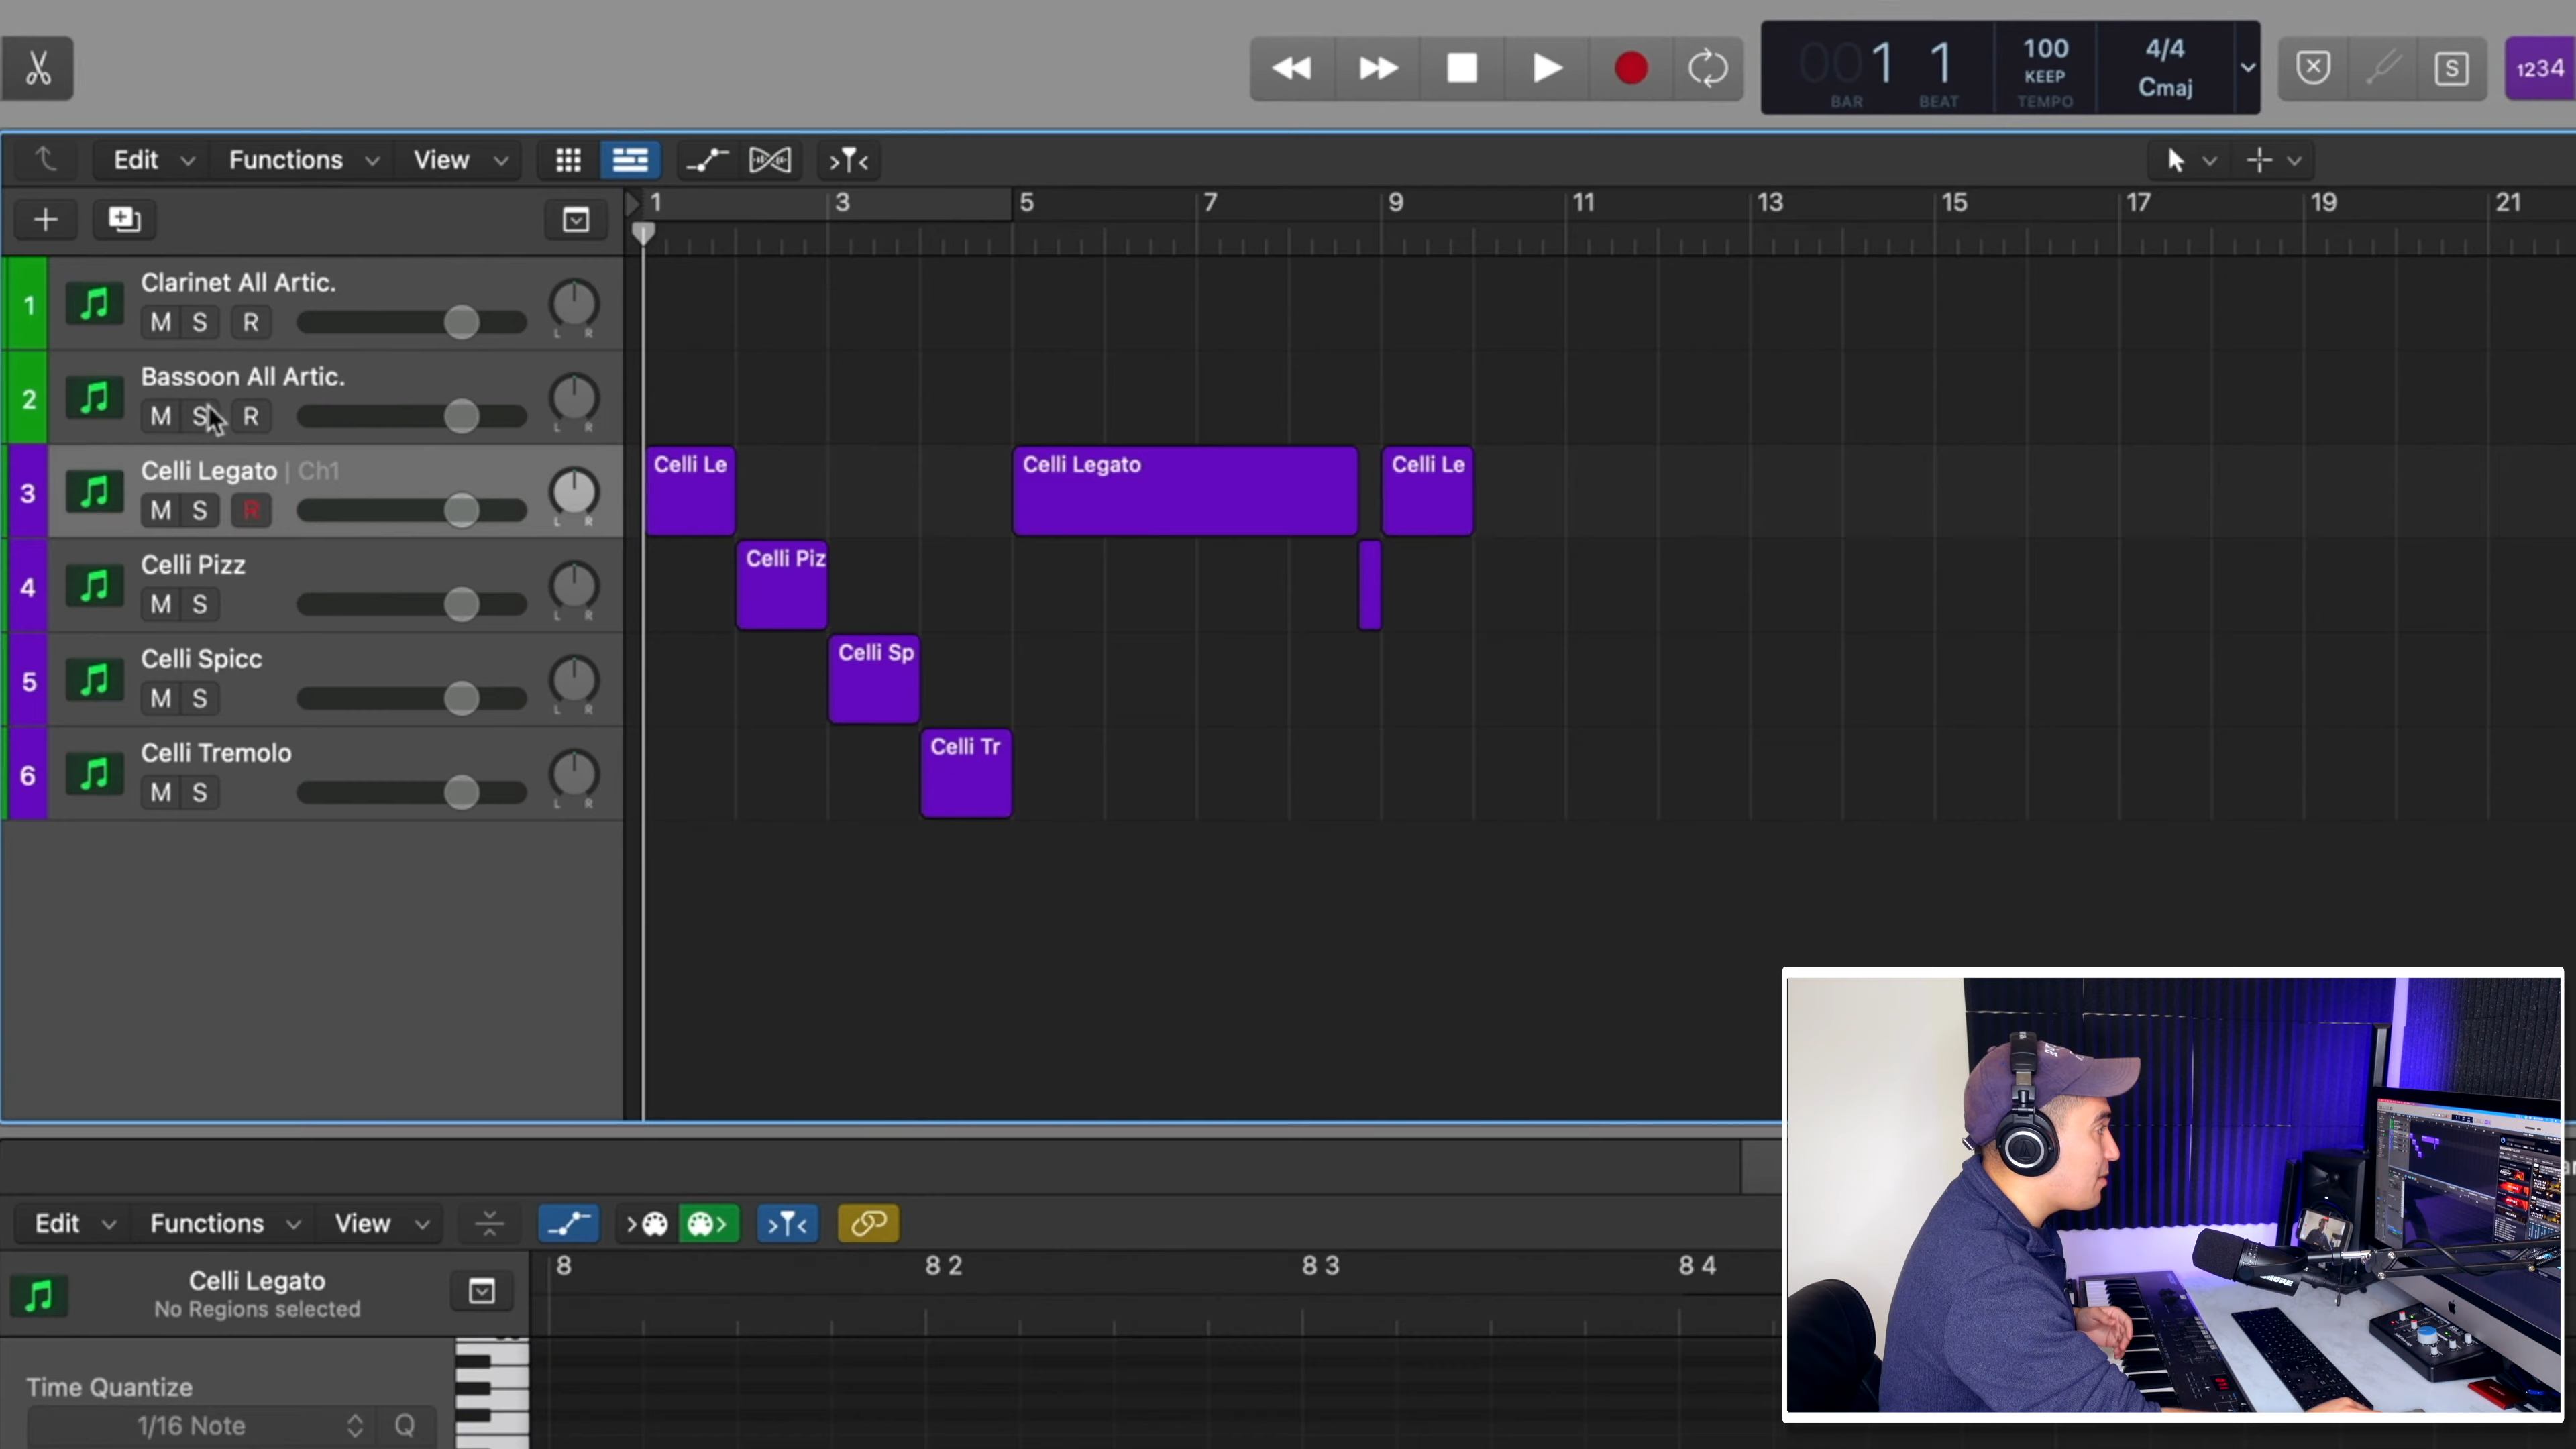 001 1
BAR BEAT
100
KEEP
TEMPO
4/4
Cmaj
S
1234
Edit Functions View
1 3 5 7 9 11 13 15 17 19 21
1
Clarinet All Artic.
M S R
L R
2
Bassoon All Artic.
M S R
L R
3
Celli Legato | Ch1
M S R
L R
Celli Le
Celli Legato
Celli Le
4
Celli Pizz
M S
L R
Celli Piz
5
Celli Spicc
M S
L R
Celli Sp
6
Celli Tremolo
M S
L R
Celli Tr
Edit Functions View
8 8 2 8 3 8 4
Celli Legato
No Regions selected
Time Quantize
1/16 Note Q
SHURE